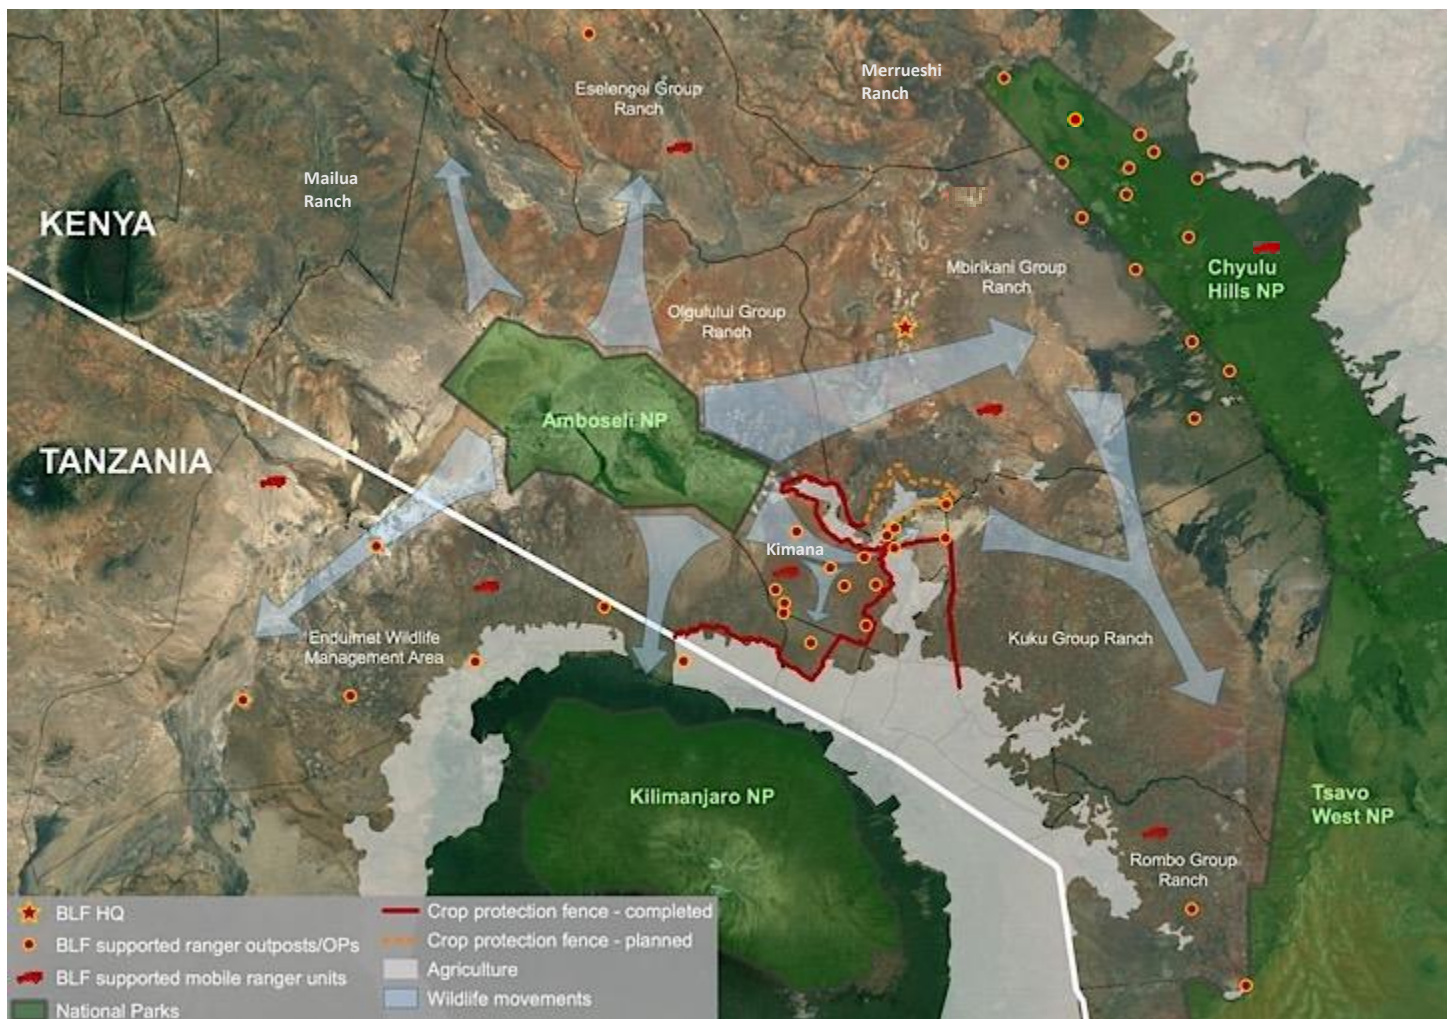 Eselengei Group
Ranch
Merrueshi
Ranch
Mailua
Ranch
KENYA
Mbirikani Group
Ranch
Chyulu
Hills NP
Olgululul Group
Ranch
Amboseli NP
TANZANIA
Kimana
Enduimet Wildlife
Management Area
Kuku Group Ranch
Kilimanjaro NP
Tsavo
West NP
Rombo Group
Ranch
BLF HQ
BLF supported ranger outposts/OPs
BLF supported mobile ranger units
National Parks
Crop protection fence - completed
Crop protection fence - planned
Agriculture
Wildlife movements